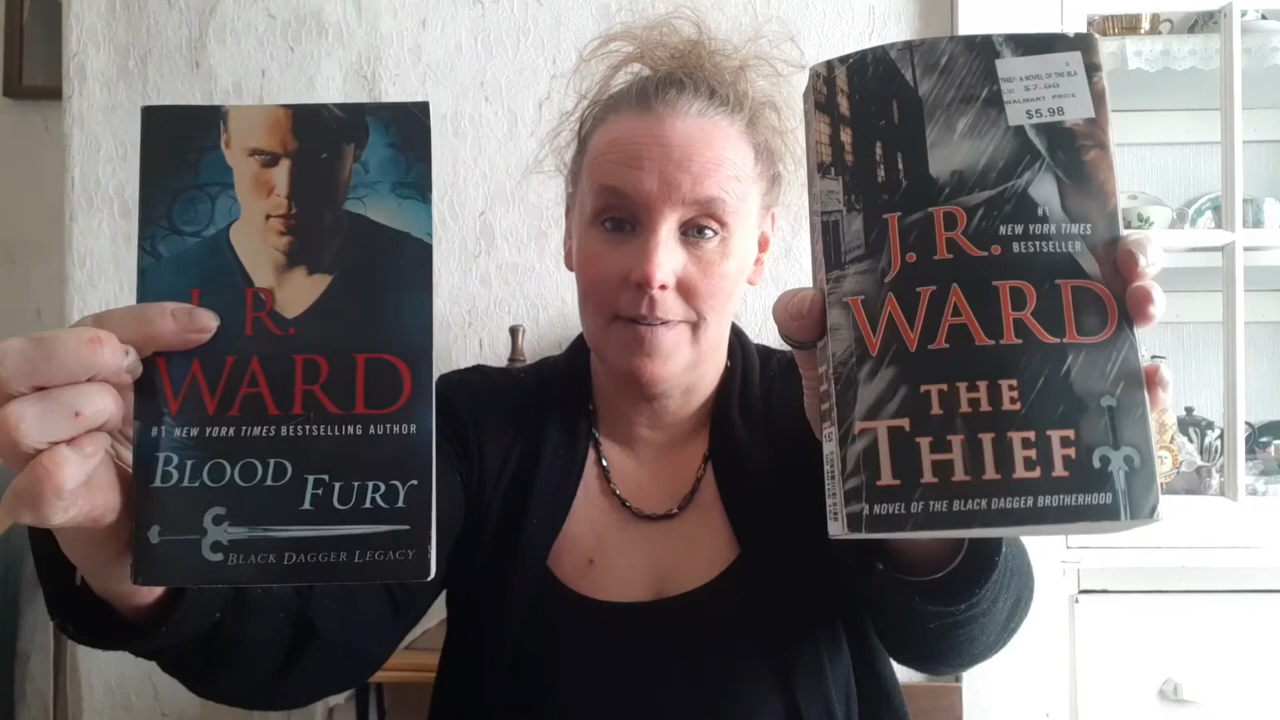 J. R.
WARD
#1 NEW YORK TIMES BESTSELLING AUTHOR
BLOOD
FURY
BLACK DAGGER LEGACY
THIEF: A NOVEL OF THE BLA
$7.99
WALMART PRICE
$5.98
#1
NEW YORK TIMES
BESTSELLER
J. R.
WARD
THE
THIEF
A NOVEL OF THE BLACK DAGGER BROTHERHOOD